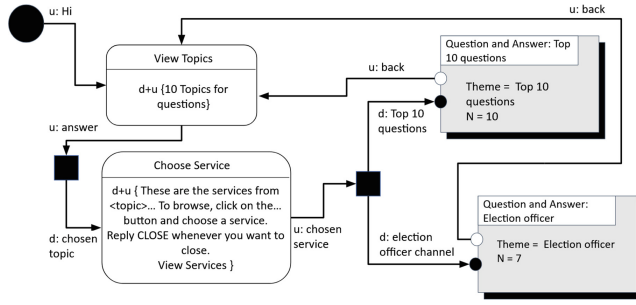 u: Hi
u: back
View Topics
d+u {10 Topics for
questions}
u: back
Question and Answer: Top
10 questions
Theme =  Top 10
questions
N = 10
d: Top 10
questions
u: answer
Choose Service
d+u { These are the services from
<topic>... To browse, click on the...
button and choose a service.
Reply CLOSE whenever you want to
close.
View Services }
d: chosen
topic
u: chosen
service
d: election
officer channel
Question and Answer:
Election officer
Theme =  Election officer
N = 7